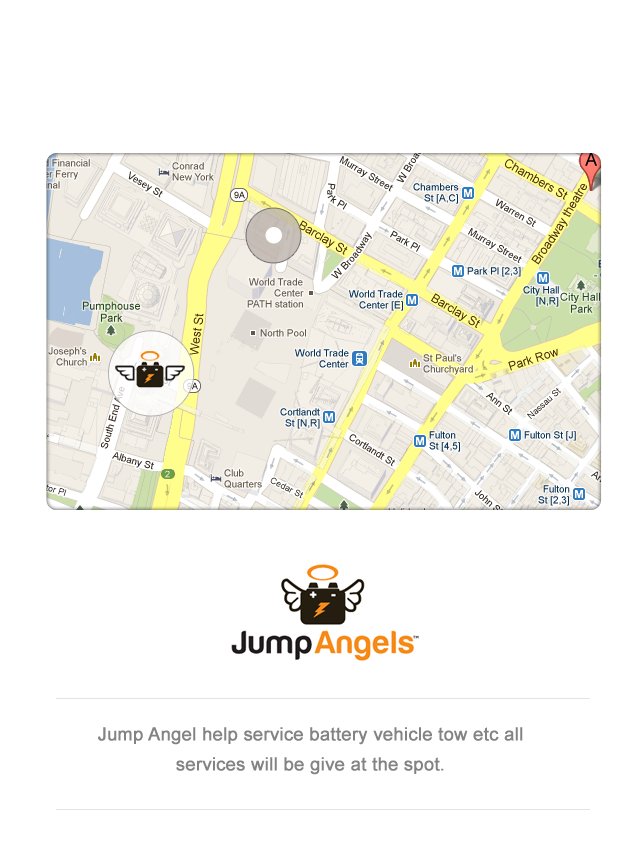 Financial
er Ferry
nal
Conrad
New York
Vesey St
9A
Murray Street
W Broa
Chambers
St [A,C]
Chambers St
A
Park Pl
Warren St
Broadway theatre
Barclay St
W Broadway
Park Pl
Murray Street
Park Pl [2,3]
City Hall
[N,R]
City Hall
Park
World Trade
Center
PATH station
World Trade
Center [E]
Barclay St
Pumphouse
Park
West St
North Pool
World Trade
Center
St Paul's
Churchyard
Park Row
Joseph's
Church
A
South End Ave
Ann St
Nassau St
Cortlandt
St [N,R]
Cortlandt St
Fulton
St [4,5]
Fulton St [J]
Albany St
2
Club
Quarters
Cedar St
John S
Fulton
St [2,3]
An
tor Pl
JumpAngels™
Jump Angel help service battery vehicle tow etc all
services will be give at the spot.